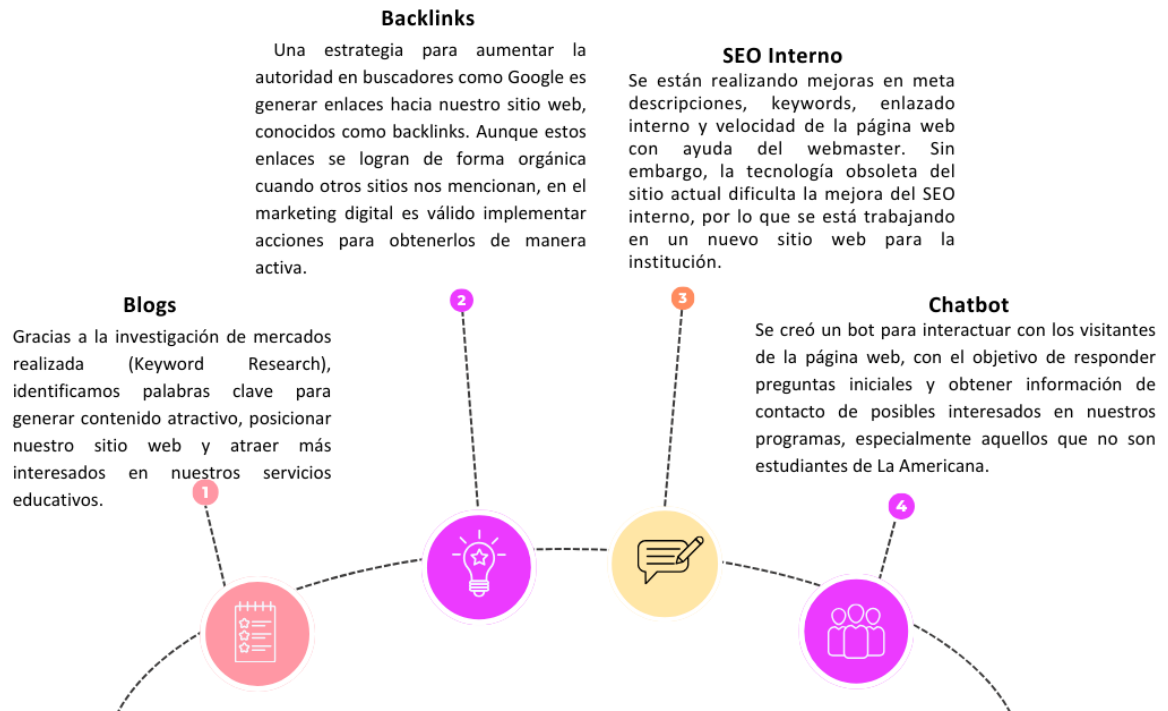 Blogs
Gracias a la investigación de mercados
realizada (Keyword Research),
identificamos palabras clave para
generar contenido atractivo, posicionar
nuestro sitio web y atraer más
interesados en nuestros servicios
educativos.
1
Backlinks
Una estrategia para aumentar la
autoridad en buscadores como Google es
generar enlaces hacia nuestro sitio web,
conocidos como backlinks. Aunque estos
enlaces se logran de forma orgánica
cuando otros sitios nos mencionan, en el
marketing digital es válido implementar
acciones para obtenerlos de manera
activa.
2
SEO Interno
Se están realizando mejoras en meta
descripciones, keywords, enlazado
interno y velocidad de la página web
con ayuda del webmaster. Sin
embargo, la tecnología obsoleta del
sitio actual dificulta la mejora del SEO
interno, por lo que se está trabajando
en un nuevo sitio web para la
institución.
3
Chatbot
Se creó un bot para interactuar con los visitantes
de la página web, con el objetivo de responder
preguntas iniciales y obtener información de
contacto de posibles interesados en nuestros
programas, especialmente aquellos que no son
estudiantes de La Americana.
4